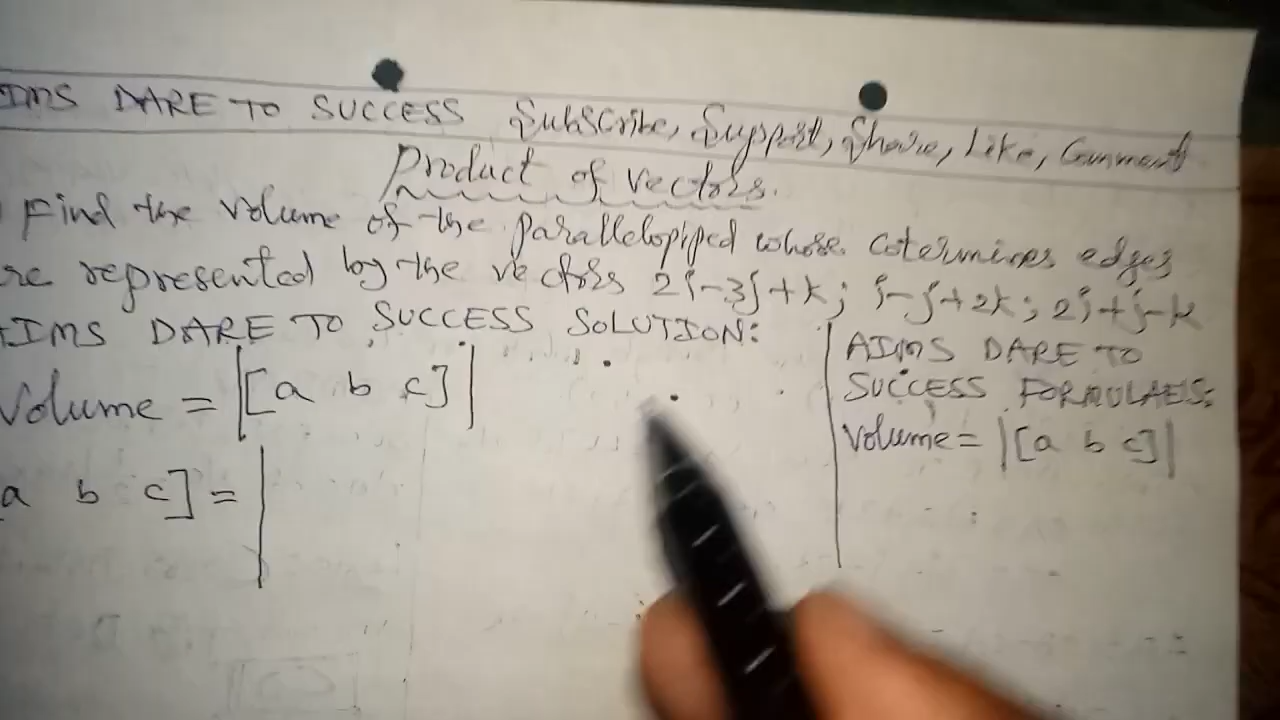 IMS DARE TO SUCCESS Subscribe, Support, Share, Like, Comment
Product of Vectors.
Find the Volume of the parallelopiped whose coterminus edges
re represented by the vectors 2i-3j+k; i-j+2k; 2i+j-k
AIMS DARE TO SUCCESS SOLUTION:
Volume = |[a b c]|
a b c] = |
AIMS DARE TO
SUCCESS FORMULAES:
Volume = |[a b c]|